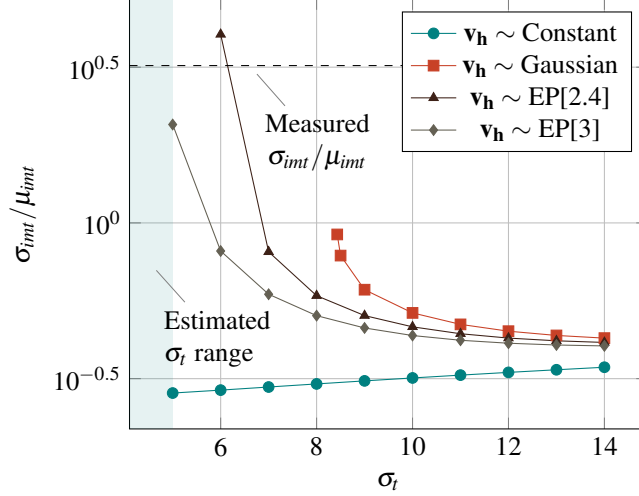 10^0.5
10^0
10^−0.5
σ_imt/μ_imt
v_h ∼ Constant
v_h ∼ Gaussian
v_h ∼ EP[2.4]
v_h ∼ EP[3]
Measured
σ_imt/μ_imt
Estimated
σ_t range
6 8 10 12 14
σ_t